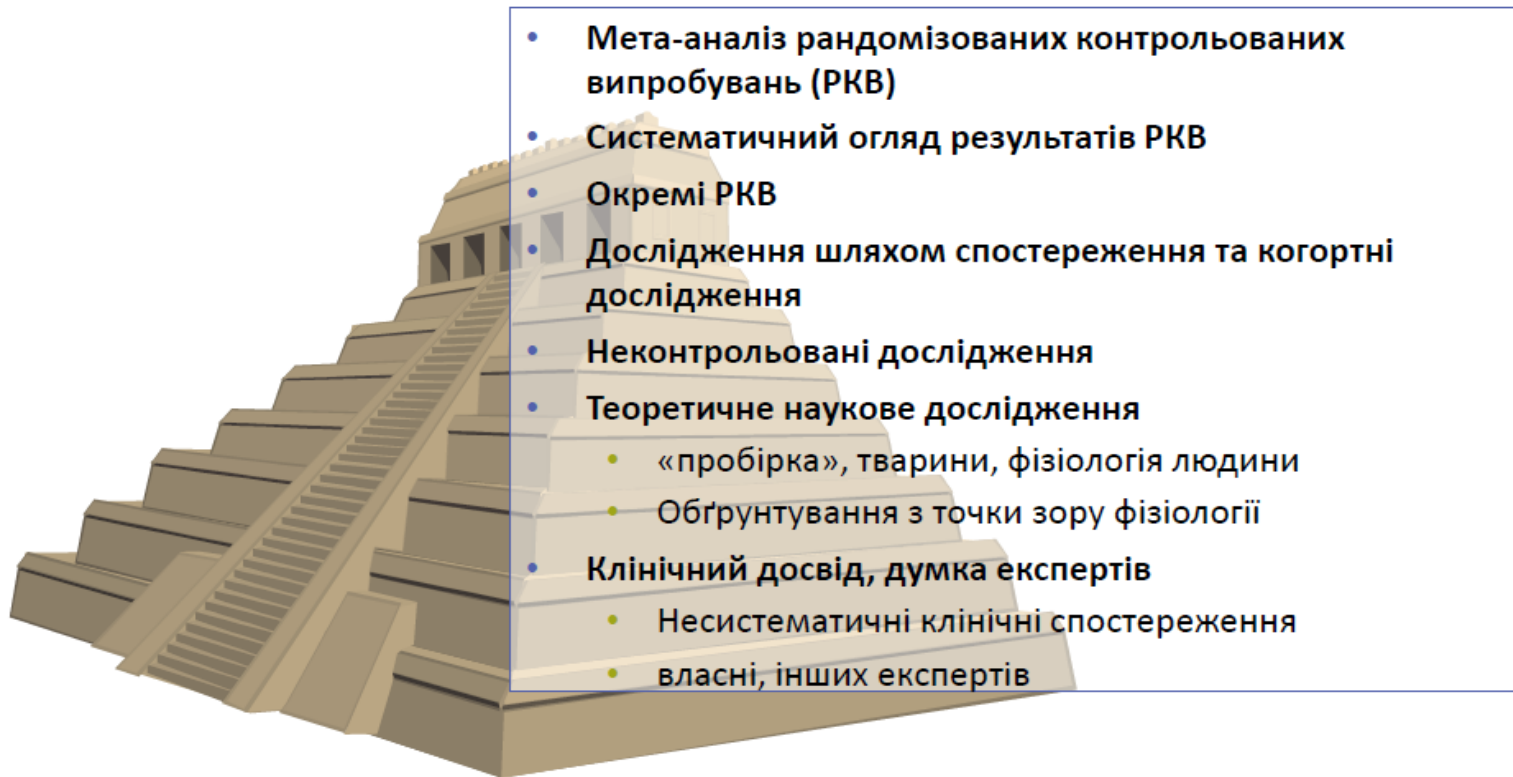 • Мета-аналіз рандомізованих контрольованих
випробувань (РКВ)
• Систематичний огляд результатів РКВ
• Окремі РКВ
• Дослідження шляхом спостереження та когортні
дослідження
• Неконтрольовані дослідження
• Теоретичне наукове дослідження
• «пробірка», тварини, фізіологія людини
• Обґрунтування з точки зору фізіології
• Клінічний досвід, думка експертів
• Несистематичні клінічні спостереження
• власні, інших експертів